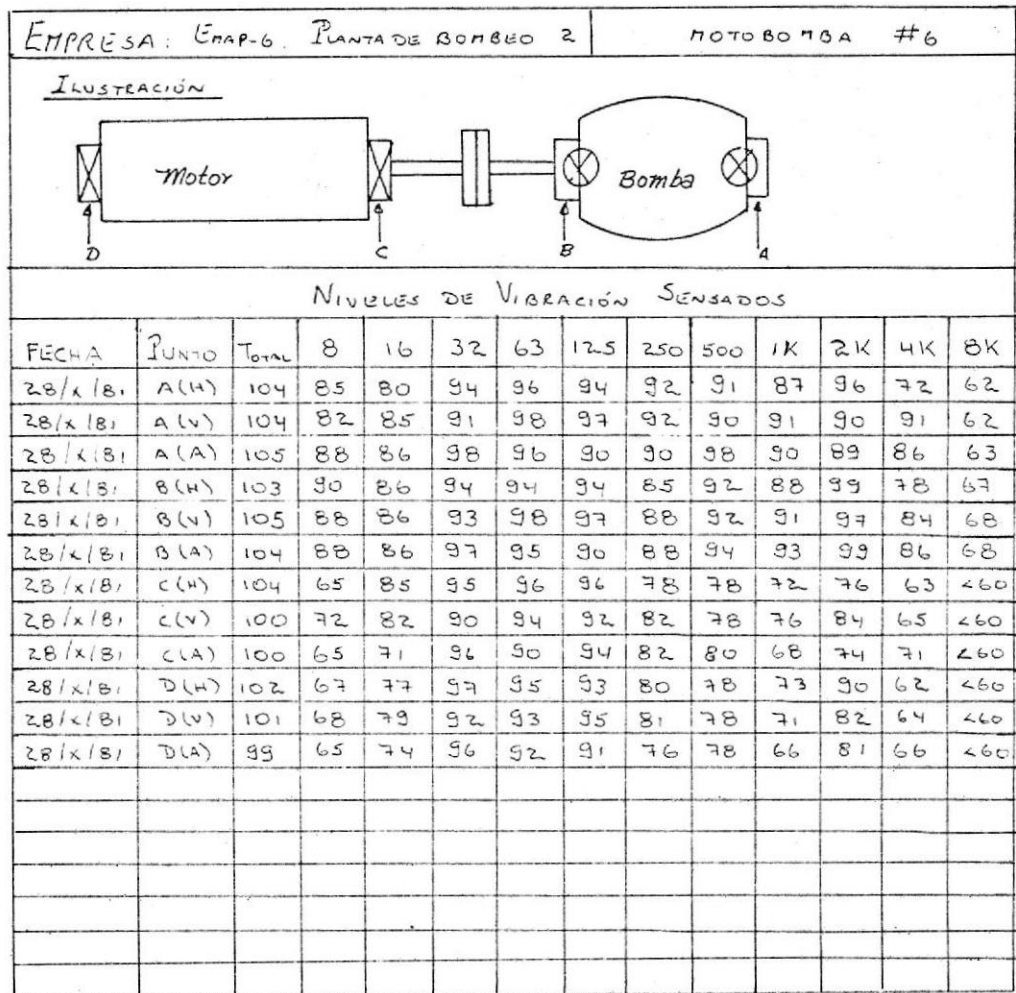 EMPRESA: EMAP-G. PLANTA DE BOMBEO 2 MOTOBOMBA #6
ILUSTRACIÓN
Motor Bomba
D C B A
NIVELES DE VIBRACIÓN SENSADOS
FECHA PUNTO TOTAL 8 16 32 63 125 250 500 1K 2K 4K 8K
28/X/81 A(H) 104 85 80 94 96 94 92 91 87 96 72 62
28/X/81 A(V) 104 82 85 91 98 97 92 90 91 90 91 62
28/X/81 A(A) 105 88 86 98 96 90 90 98 90 89 86 63
28/X/81 B(H) 103 90 86 94 94 94 85 92 88 99 78 67
28/X/81 B(V) 105 88 86 93 98 97 88 92 91 97 84 68
28/X/81 B(A) 104 88 86 97 95 90 88 94 93 99 86 68
28/X/81 C(H) 104 65 85 95 96 96 78 78 72 76 63 <60
28/X/81 C(V) 100 72 82 90 94 92 82 78 76 84 65 <60
28/X/81 C(A) 100 65 71 96 90 94 82 80 68 74 71 <60
28/X/81 D(H) 102 67 77 97 95 93 80 78 73 90 62 <60
28/X/81 D(V) 101 68 79 92 93 95 81 78 71 82 64 <60
28/X/81 D(A) 99 65 74 96 92 91 76 78 66 81 66 <60